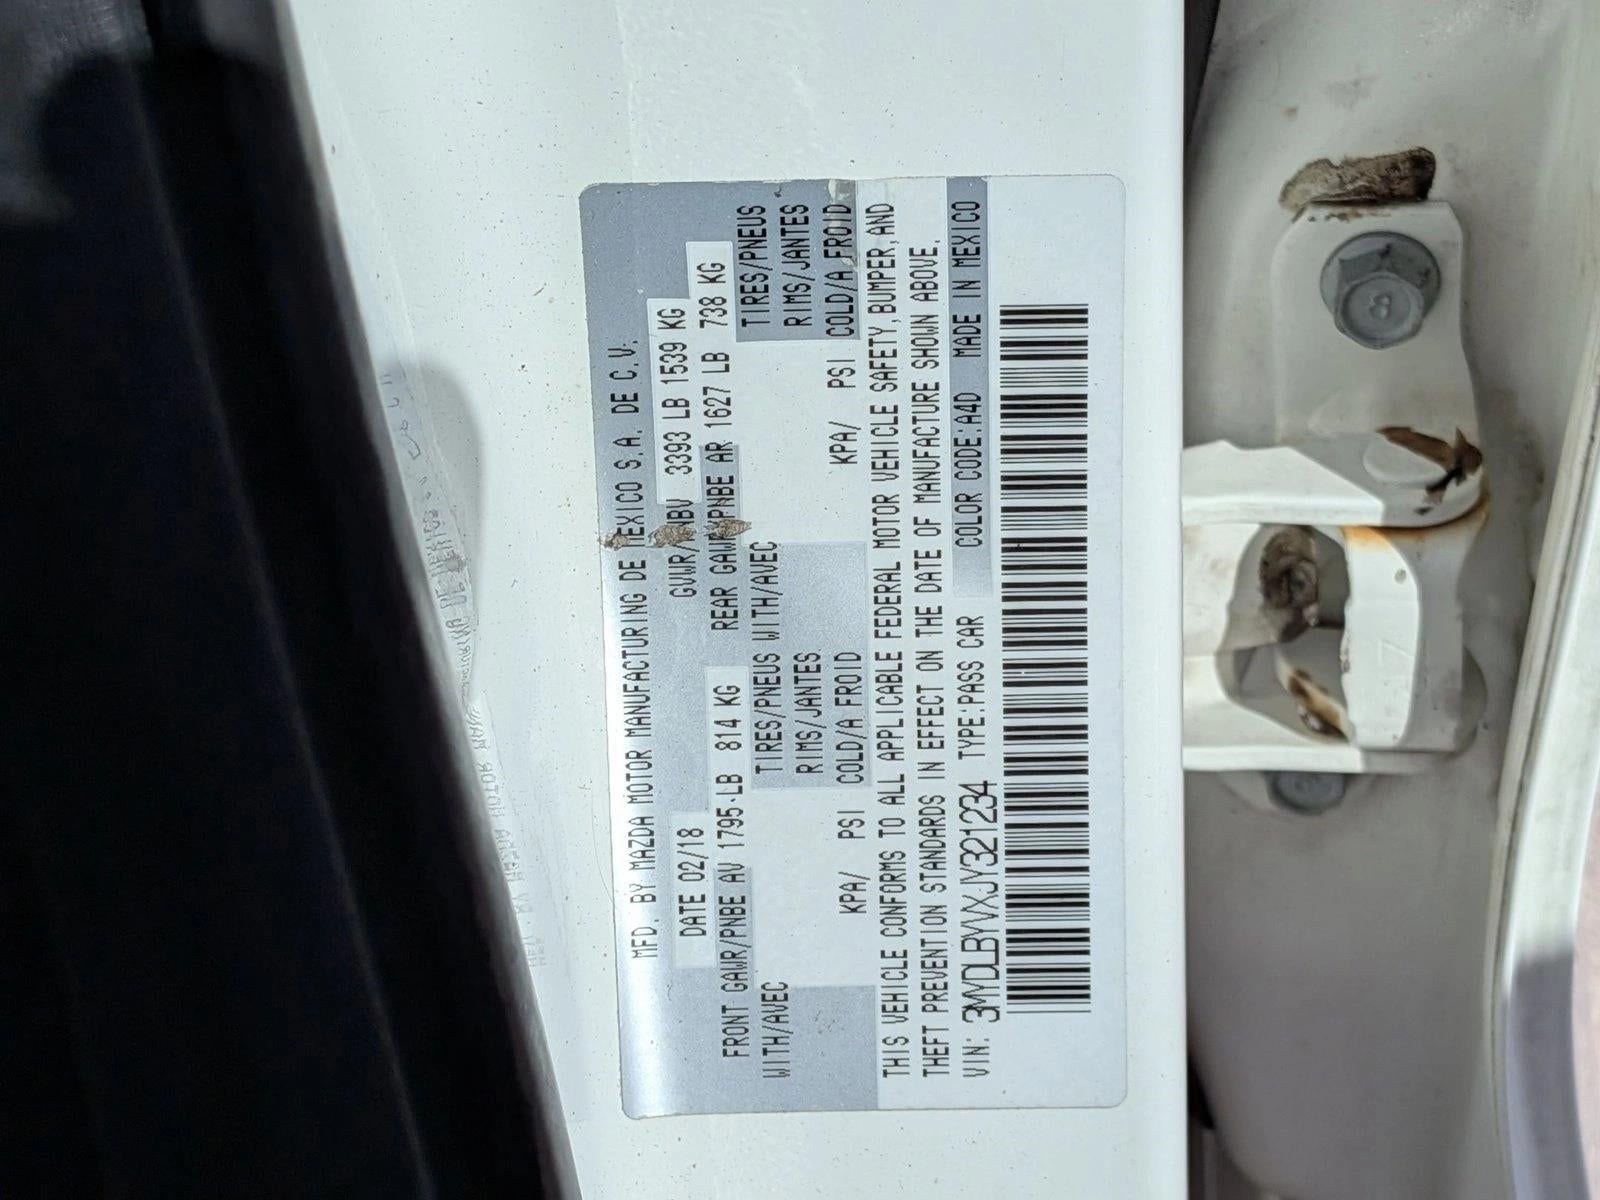 MFD. BY MAZDA MOTOR MANUFACTURING DE MEXICO S.A. DE C.V.
DATE 02/18 GVWR/PNBV 3393 LB 1539 KG
FRONT GAWR/PNBE AV 1795 LB 814 KG REAR GAWR/PNBE AR 1627 LB 738 KG
WITH/AVEC TIRES/PNEUS WITH/AVEC TIRES/PNEUS
RIMS/JANTES RIMS/JANTES
KPA/ PSI COLD/A FROID KPA/ PSI COLD/A FROID
THIS VEHICLE CONFORMS TO ALL APPLICABLE FEDERAL MOTOR VEHICLE SAFETY,BUMPER,AND
THEFT PREVENTION STANDARDS IN EFFECT ON THE DATE OF MANUFACTURE SHOWN ABOVE.
VIN: 3MYDLBYVXJY321234 TYPE:PASS CAR COLOR CODE:A4D MADE IN MEXICO
8